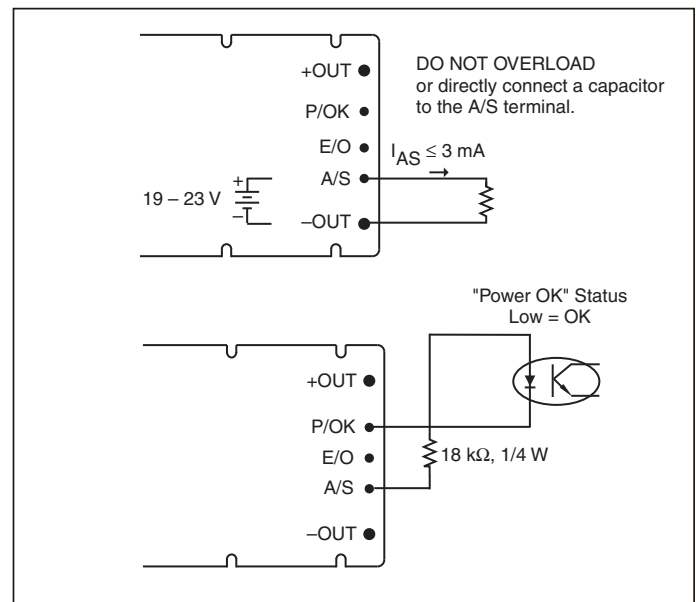 +OUT
DO NOT OVERLOAD
or directly connect a capacitor
to the A/S terminal.
P/OK
E/O
I_AS ≤ 3 mA
A/S
19 – 23 V
+
–
–OUT
"Power OK" Status
Low = OK
+OUT
P/OK
18 kΩ, 1/4 W
E/O
A/S
–OUT